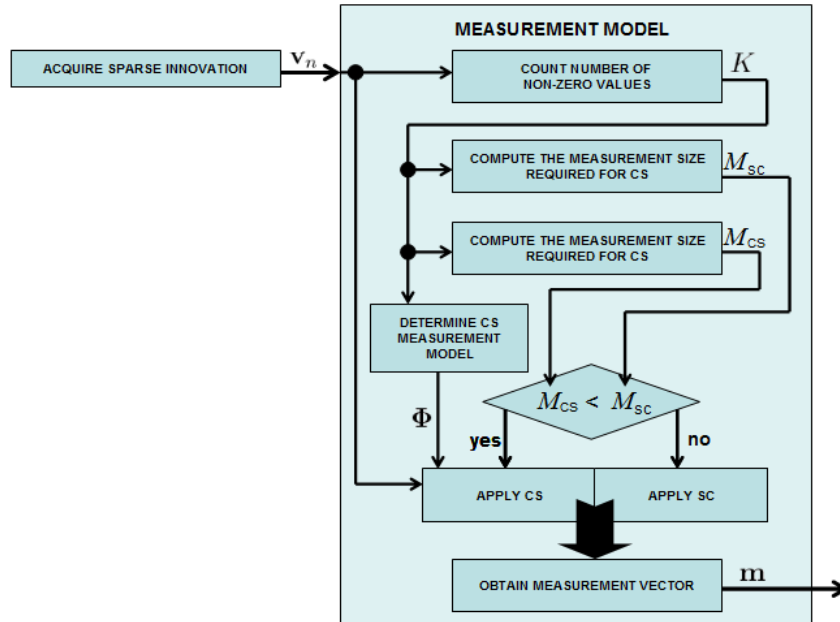 MEASUREMENT MODEL
ACQUIRE SPARSE INNOVATION
vₙ
COUNT NUMBER OF
NON-ZERO VALUES
K
COMPUTE THE MEASUREMENT SIZE
REQUIRED FOR CS
M_SC
COMPUTE THE MEASUREMENT SIZE
REQUIRED FOR CS
M_CS
DETERMINE CS
MEASUREMENT
MODEL
M_CS < M_SC
Φ
yes
no
APPLY CS
APPLY SC
OBTAIN MEASUREMENT VECTOR
m